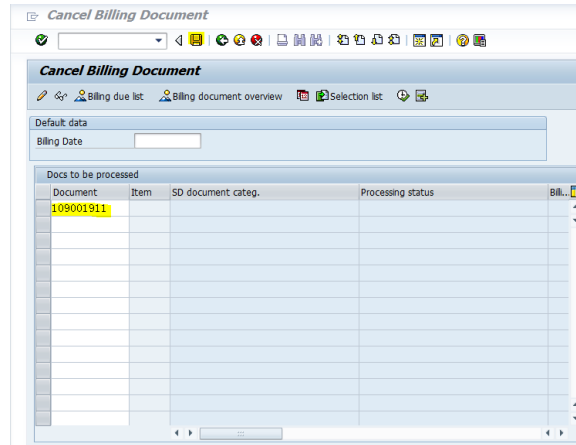 Cancel Billing Document
Cancel Billing Document
Billing due list Billing document overview Selection list
Default data
Billing Date
Docs to be processed
Document Item SD document categ. Processing status Billi...
109001911